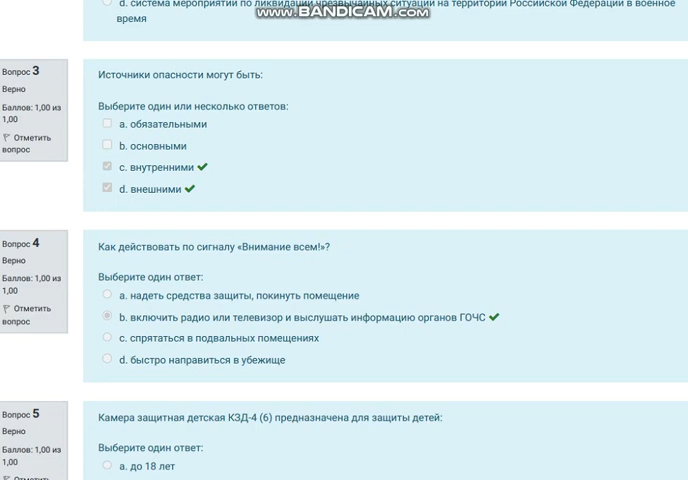 d. система мероприятий по ликвидации чрезвычайных ситуаций на территории Российской Федерации в военное
время
www.BANDICAM.com
Вопрос 3
Верно
Баллов: 1,00 из
1,00
Отметить
вопрос
Источники опасности могут быть:
Выберите один или несколько ответов:
a. обязательными
b. основными
c. внутренними
d. внешними
Вопрос 4
Верно
Баллов: 1,00 из
1,00
Отметить
вопрос
Как действовать по сигналу «Внимание всем!»?
Выберите один ответ:
a. надеть средства защиты, покинуть помещение
b. включить радио или телевизор и выслушать информацию органов ГОЧС
c. спрятаться в подвальных помещениях
d. быстро направиться в убежище
Вопрос 5
Верно
Баллов: 1,00 из
1,00
Отметить
Камера защитная детская КЗД-4 (6) предназначена для защиты детей:
Выберите один ответ:
a. до 18 лет